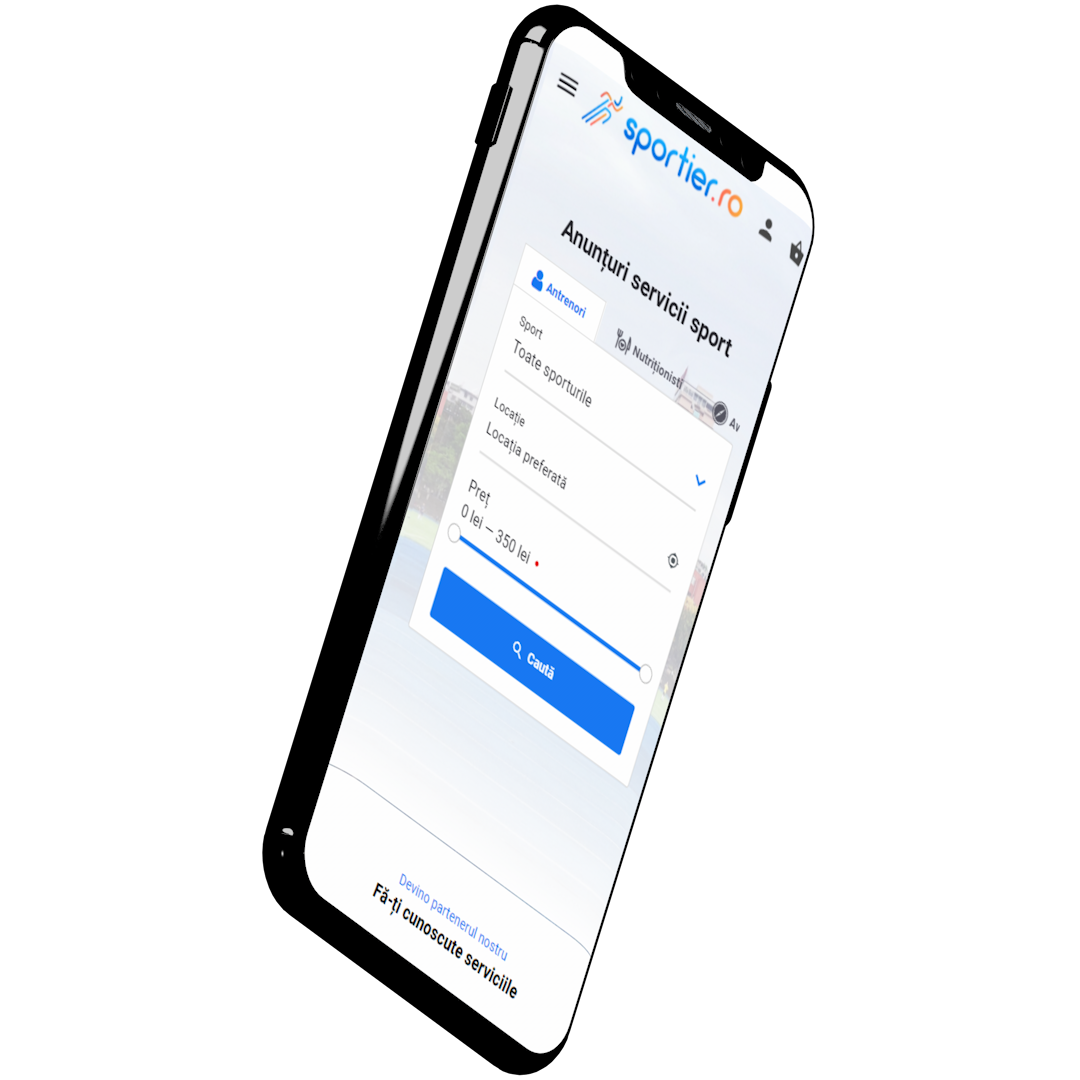 sportier.ro
Anunțuri servicii sport
Antrenori
Nutriționiști
Av
Sport
Toate sporturile
Locație
Locația preferată
Preț
0 lei – 350 lei
Caută
Devino partenerul nostru
Fă-ți cunoscute serviciile